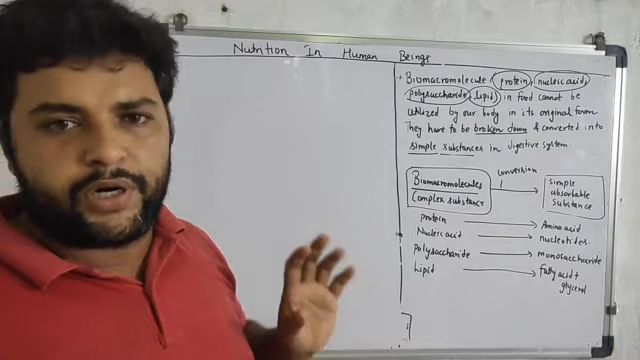 Nutrition In Human Beings
→ Biomacromolecule (protein, nucleic acid,
polysaccharide, lipid) in food cannot be
utilized by our body in its original form
They have to be broken down & converted into
simple substances in digestive system.
Biomacromolecules
Complex substance
conversion
simple
absorbable
substance
protein → Amino acid
Nucleic acid → nucleotides.
polysaccharide → monosaccharide
Lipid → fatty acid +
glycerol